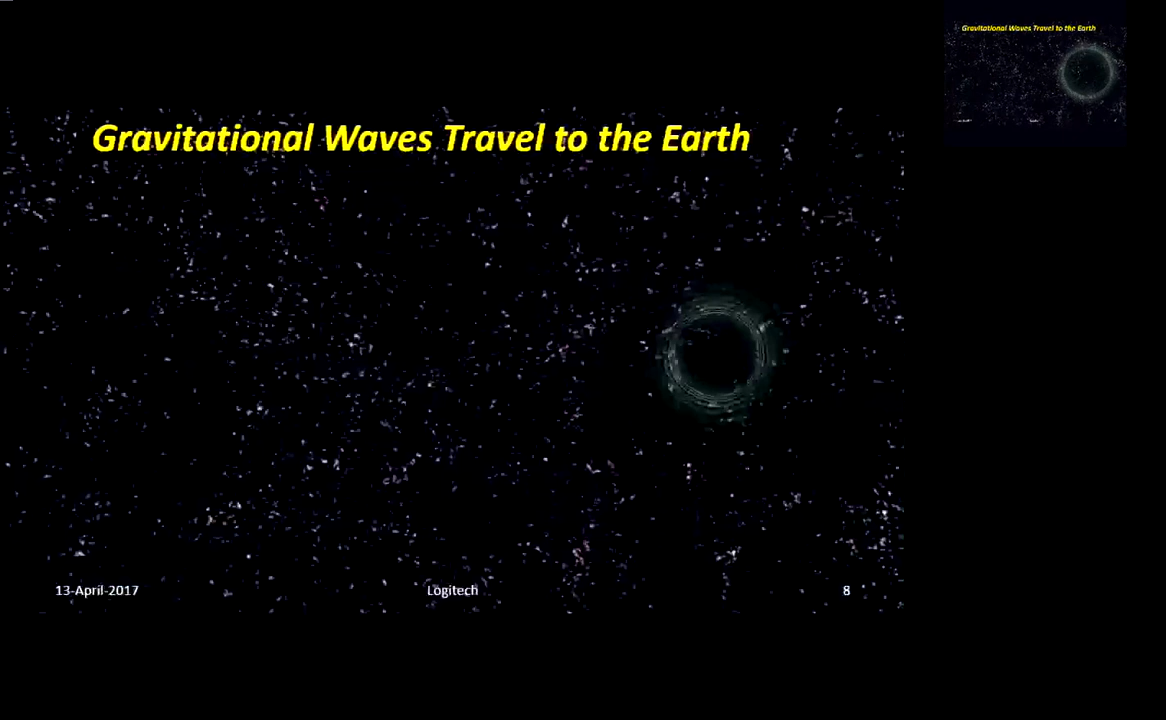 Gravitational Waves Travel to the Earth
13-April-2017
Logitech
8
Gravitational Waves Travel to the Earth